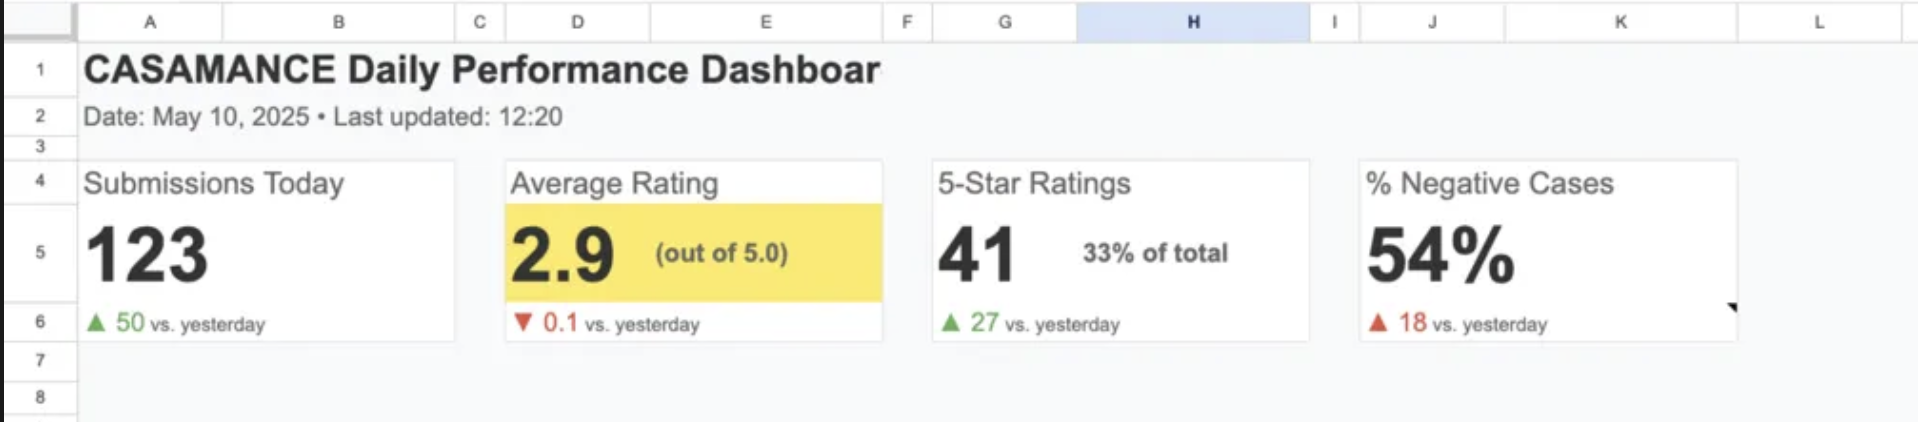 A B C D E F G H I J K L
1 CASAMANCE Daily Performance Dashboar
2 Date: May 10, 2025 • Last updated: 12:20
3
4 Submissions Today Average Rating 5-Star Ratings % Negative Cases
5 123 2.9 (out of 5.0) 41 33% of total 54%
6 ▲ 50 vs. yesterday ▼ 0.1 vs. yesterday ▲ 27 vs. yesterday ▲ 18 vs. yesterday
7
8